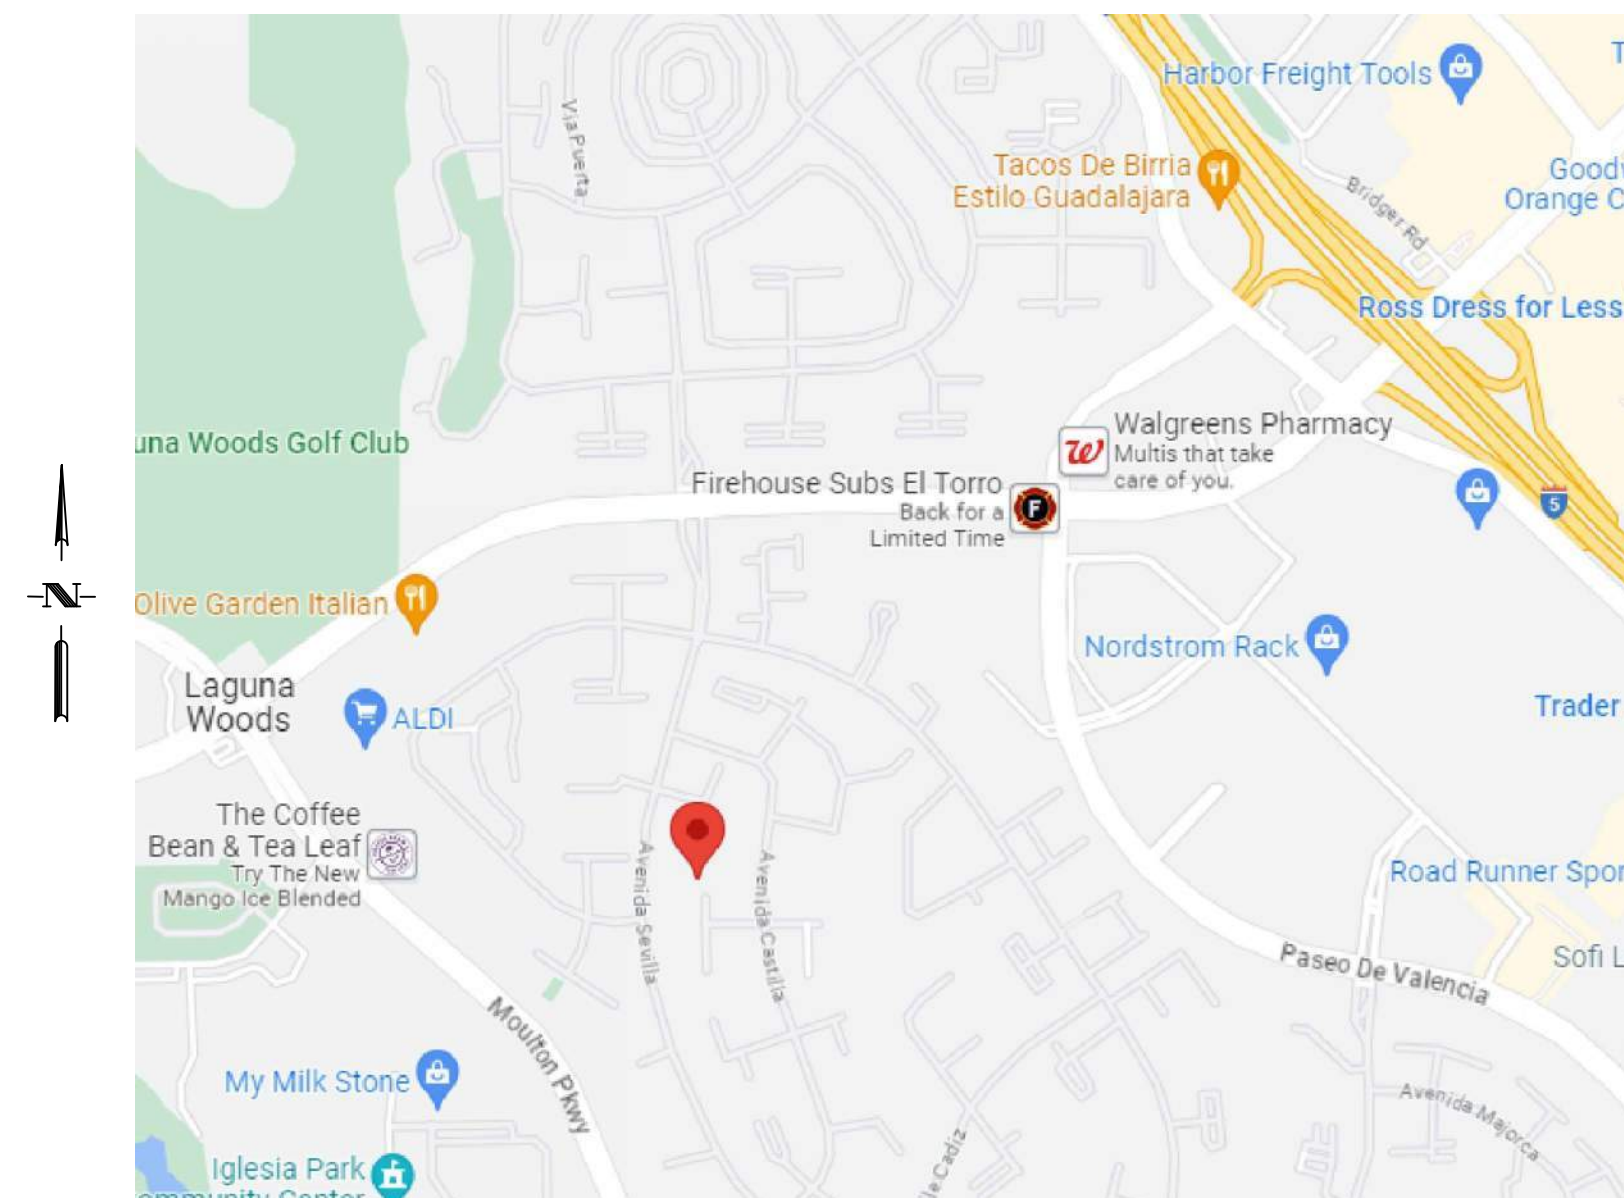 Harbor Freight Tools
Via Puerta
Tacos De Birria
Estilo Guadalajara
Bridger Rd
Orange C
Ross Dress for Less
Walgreens Pharmacy
Multis that take
care of you.
una Woods Golf Club
Firehouse Subs El Torro
Back for a
Limited Time
F
5
N
Olive Garden Italian
Nordstrom Rack
Laguna
Woods
ALDI
Trader
The Coffee
Bean & Tea Leaf
Try The New
Mango Ice Blended
Avenida Sevilla
Avenida Castilla
Road Runner Spor
Sofi L
Paseo De Valencia
Moulton Pkwy
My Milk Stone
Avenida Majorca
Iglesia Park
ommunity Center
le Cadiz